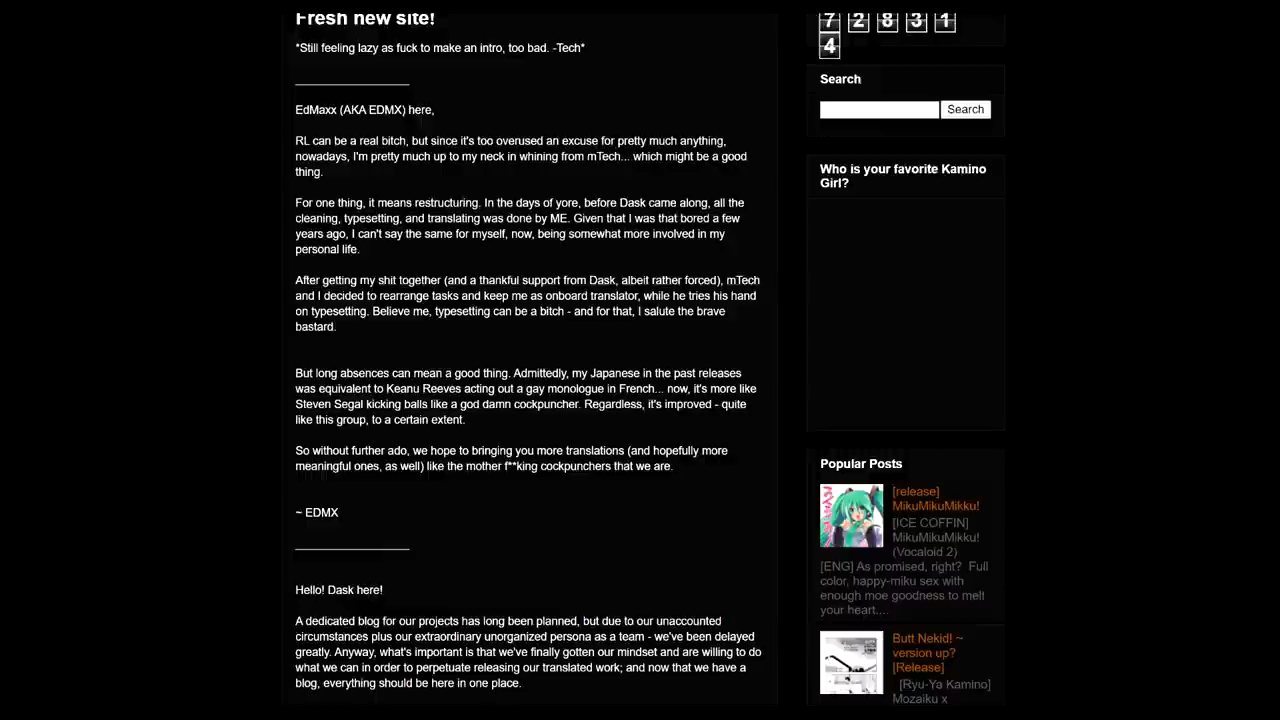 Fresh new site!
*Still feeling lazy as fuck to make an intro, too bad. -Tech*
___________________
EdMaxx (AKA EDMX) here,
RL can be a real bitch, but since it's too overused an excuse for pretty much anything,
nowadays, I'm pretty much up to my neck in whining from mTech... which might be a good
thing.
For one thing, it means restructuring. In the days of yore, before Dask came along, all the
cleaning, typesetting, and translating was done by ME. Given that I was that bored a few
years ago, I can't say the same for myself, now, being somewhat more involved in my
personal life.
After getting my shit together (and a thankful support from Dask, albeit rather forced), mTech
and I decided to rearrange tasks and keep me as onboard translator, while he tries his hand
on typesetting. Believe me, typesetting can be a bitch - and for that, I salute the brave
bastard.
But long absences can mean a good thing. Admittedly, my Japanese in the past releases
was equivalent to Keanu Reeves acting out a gay monologue in French... now, it's more like
Steven Segal kicking balls like a god damn cockpuncher. Regardless, it's improved - quite
like this group, to a certain extent.
So without further ado, we hope to bringing you more translations (and hopefully more
meaningful ones, as well) like the mother f**king cockpunchers that we are.
~ EDMX
___________________
Hello! Dask here!
A dedicated blog for our projects has long been planned, but due to our unaccounted
circumstances plus our extraordinary unorganized persona as a team - we've been delayed
greatly. Anyway, what's important is that we've finally gotten our mindset and are willing to do
what we can in order to perpetuate releasing our translated work; and now that we have a
blog, everything should be here in one place.
7 2 8 3 1
4
Search
Search
Who is your favorite Kamino
Girl?
Popular Posts
[release]
MikuMikuMikku!
[ICE COFFIN]
MikuMikuMikku!
(Vocaloid 2)
[ENG] As promised, right? Full
color, happy-miku sex with
enough moe goodness to melt
your heart....
Butt Nekid! ~
version up?
[Release]
[Ryu-Ya Kamino]
Mozaiku x